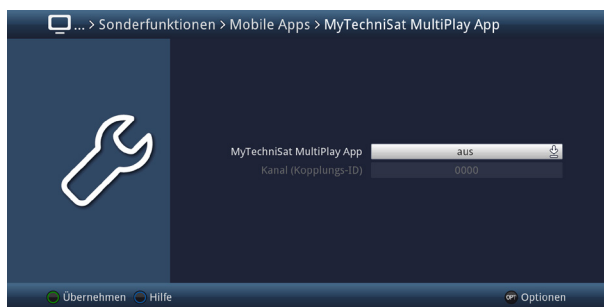 ... > Sonderfunktionen > Mobile Apps > MyTechniSat MultiPlay App
MyTechniSat MultiPlay App aus
Kanal (Kopplungs-ID) 0000
Übernehmen Hilfe OPT Optionen